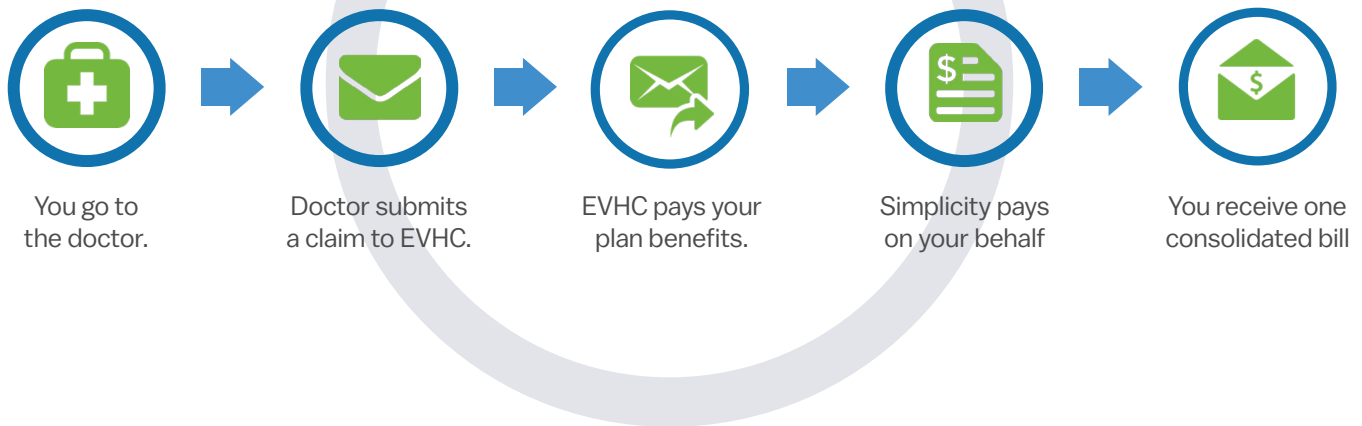 $
$
You go to
the doctor.
Doctor submits
a claim to EVHC.
EVHC pays your
plan benefits.
Simplicity pays
on your behalf
You receive one
consolidated bill